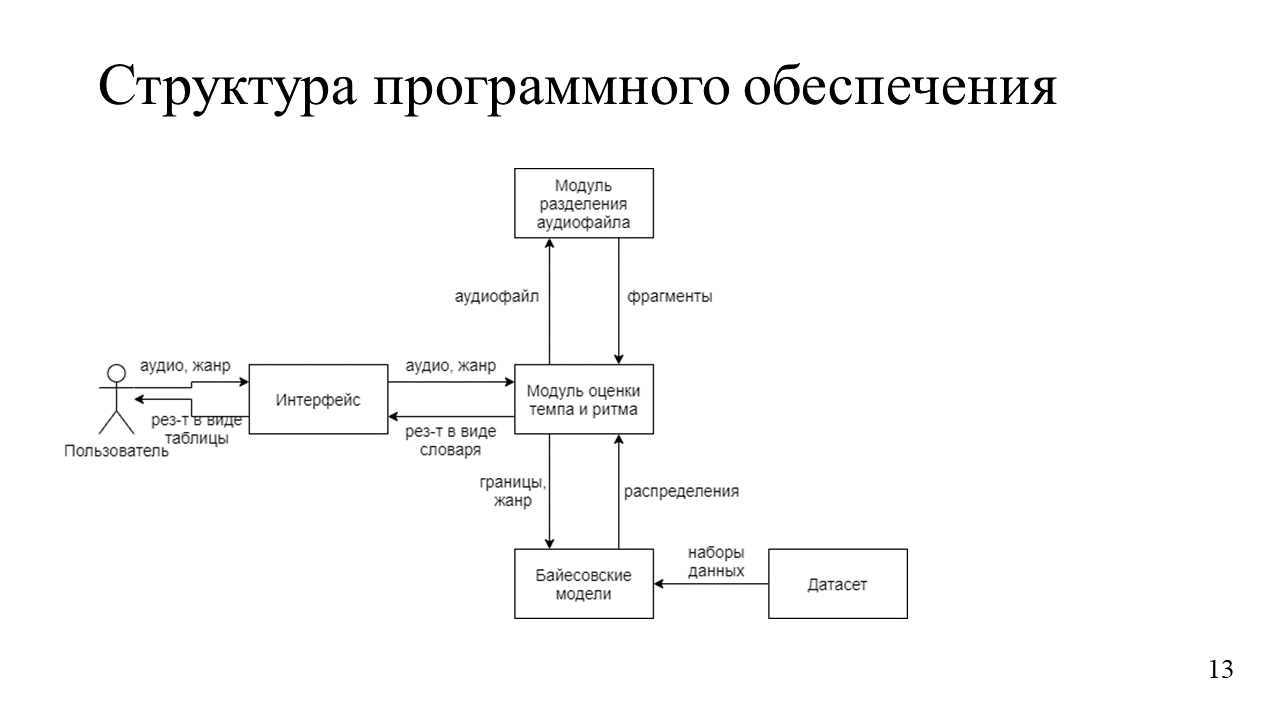 Структура программного обеспечения
Модуль
разделения
аудиофайла
аудиофайл
фрагменты
аудио, жанр
аудио, жанр
Интерфейс
Модуль оценки
темпа и ритма
рез-т в виде
таблицы
Пользователь
рез-т в виде
словаря
границы,
жанр
распределения
Байесовские
модели
наборы
данных
Датасет
13